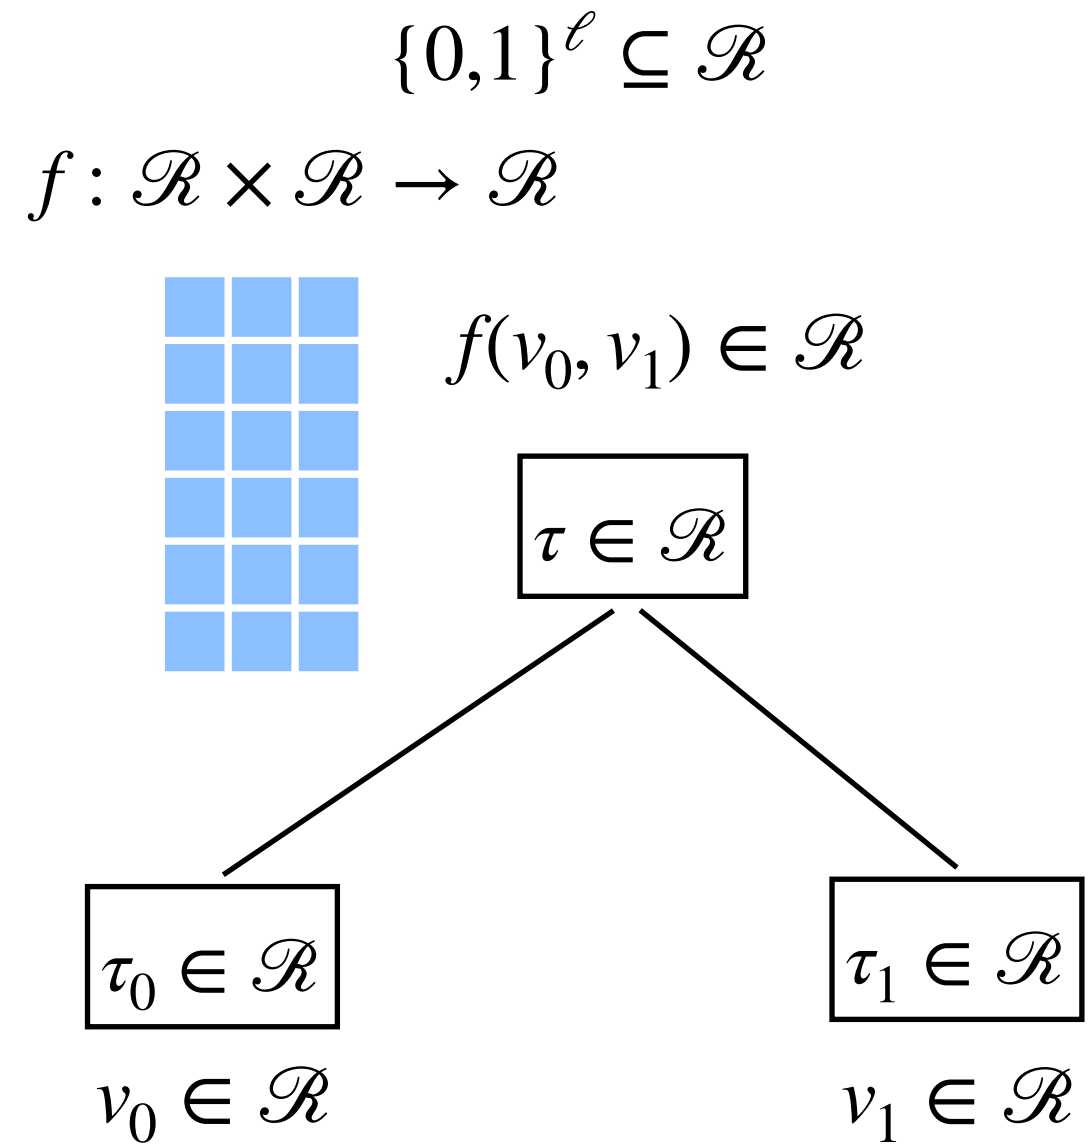 {0,1}^ℓ ⊆ ℛ
f : ℛ × ℛ → ℛ
f(v₀, v₁) ∈ ℛ
τ ∈ ℛ
τ₀ ∈ ℛ
τ₁ ∈ ℛ
v₀ ∈ ℛ
v₁ ∈ ℛ